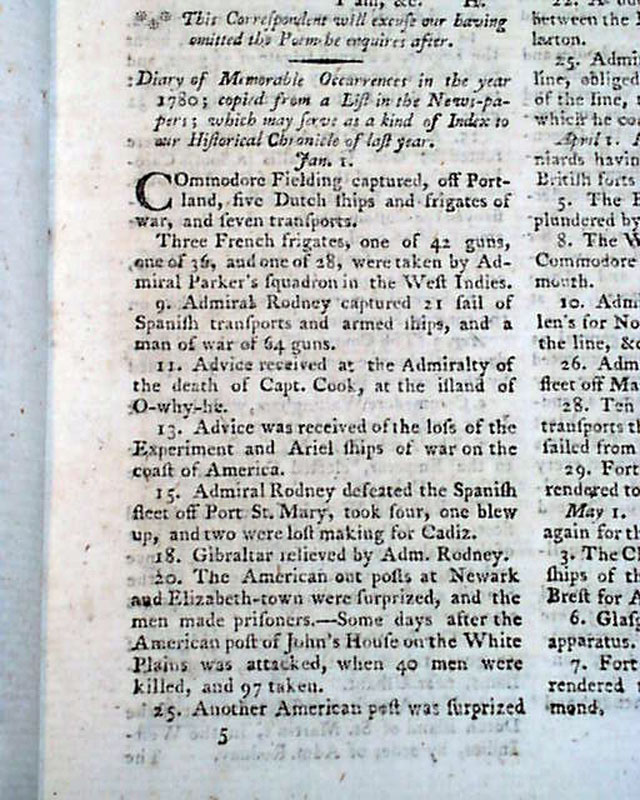 I am, &c. H.
*** This Correspondent will excuse our having
omitted the Poem he enquires after.
Diary of Memorable Occurrences in the year
1780; copied from a Liſt in the News-pa-
pers; which may ſerve as a kind of Index to
our Hiſtorical Chronicle of laſt year.
Jan. 1.
COmmodore Fielding captured, off Port-
land, five Dutch ſhips and frigates of
war, and ſeven tranſports.
Three French frigates, one of 42 guns,
one of 36, and one of 28, were taken by Ad-
miral Parker's ſquadron in the Weſt Indies.
9. Admiral Rodney captured 21 ſail of
Spaniſh tranſports and armed ſhips, and a
man of war of 64 guns.
11. Advice received at the Admiralty of
the death of Capt. Cook, at the iſland of
O-why-he.
13. Advice was received of the loſs of the
Experiment and Ariel ſhips of war on the
coaſt of America.
15. Admiral Rodney defeated the Spaniſh
fleet off Port St. Mary, took four, one blew
up, and two were loſt making for Cadiz.
18. Gibraltar relieved by Adm. Rodney.
20. The American out poſts at Newark
and Elizabeth-town were ſurprized, and the
men made priſoners.—Some days after the
American poſt of John's Houſe on the White
Plains was attacked, when 40 men were
killed, and 97 taken.
25. Another American poſt was ſurprized
5
between the
larton.
25. Admi
line, obliged
of the line,
which he co
April 1.
niards havin
Britiſh forts
5. The
plundered by
8. The W
Commodore
mouth.
10. Adm
len's for No
the line, &c
26. Adm
fleet off Ma
28. Ten
tranſports th
ſailed from
29. Fort
rendered to
May 1.
again for th
3. The Cl
ſhips of th
Breſt for A
6. Glaſg
apparatus.
7. Fort
rendered
mond,